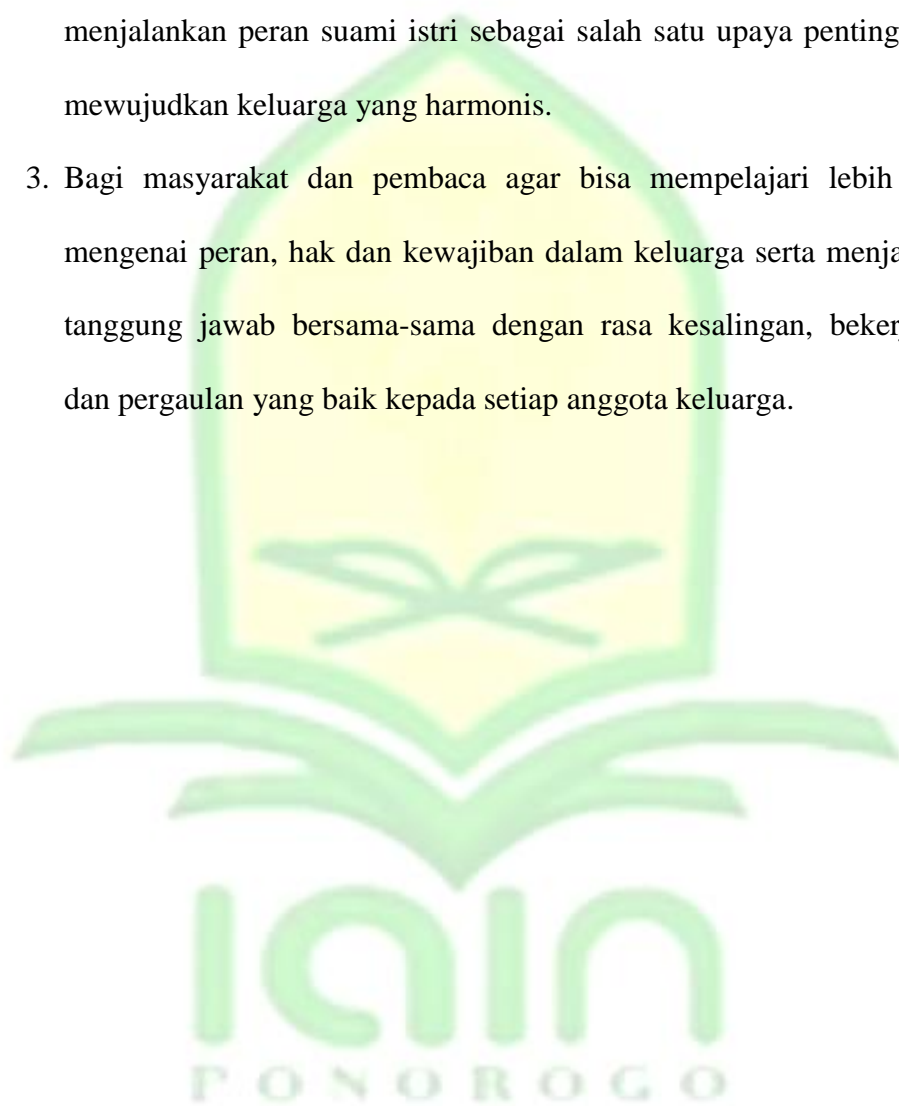 menjalankan peran suami istri sebagai salah satu upaya penting
mewujudkan keluarga yang harmonis.
3. Bagi masyarakat dan pembaca agar bisa mempelajari lebih
mengenai peran, hak dan kewajiban dalam keluarga serta
tanggung jawab bersama-sama dengan rasa kesalingan,
dan pergaulan yang baik kepada setiap anggota keluarga.
iain
PONOROGO